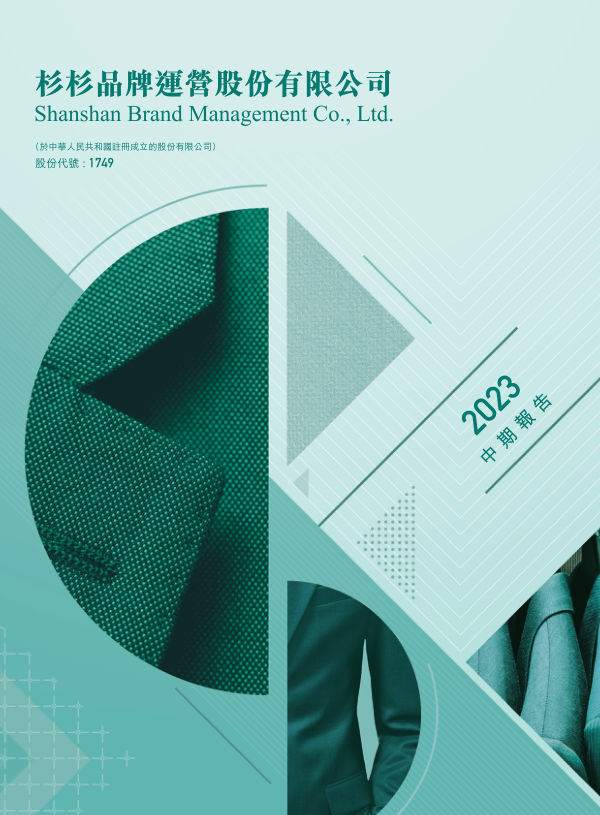 杉杉品牌運營股份有限公司
Shanshan Brand Management Co., Ltd.
（於中華人民共和國註冊成立的股份有限公司）
股份代號：1749
2023
中期報告